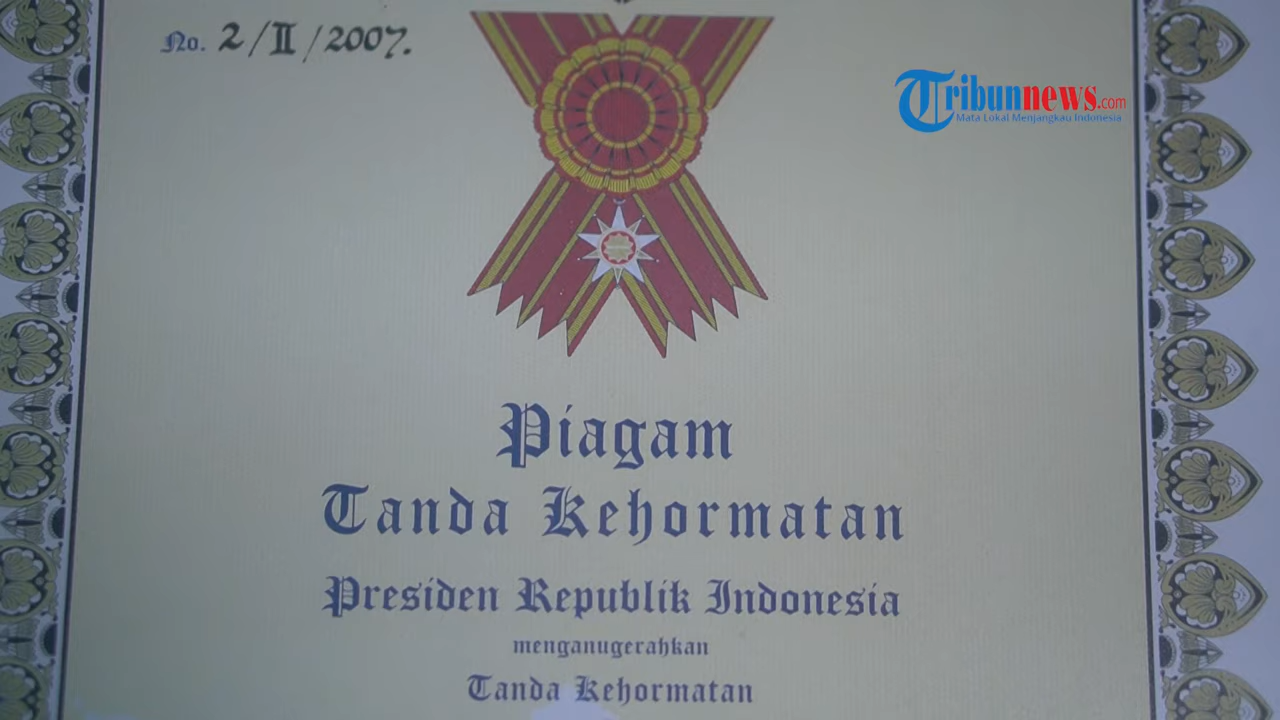 No. 2/II/2007.
Tribunnews.com
Mata Lokal Menjangkau Indonesia
Piagam
Tanda Kehormatan
Presiden Republik Indonesia
menganugerahkan
Tanda Kehormatan